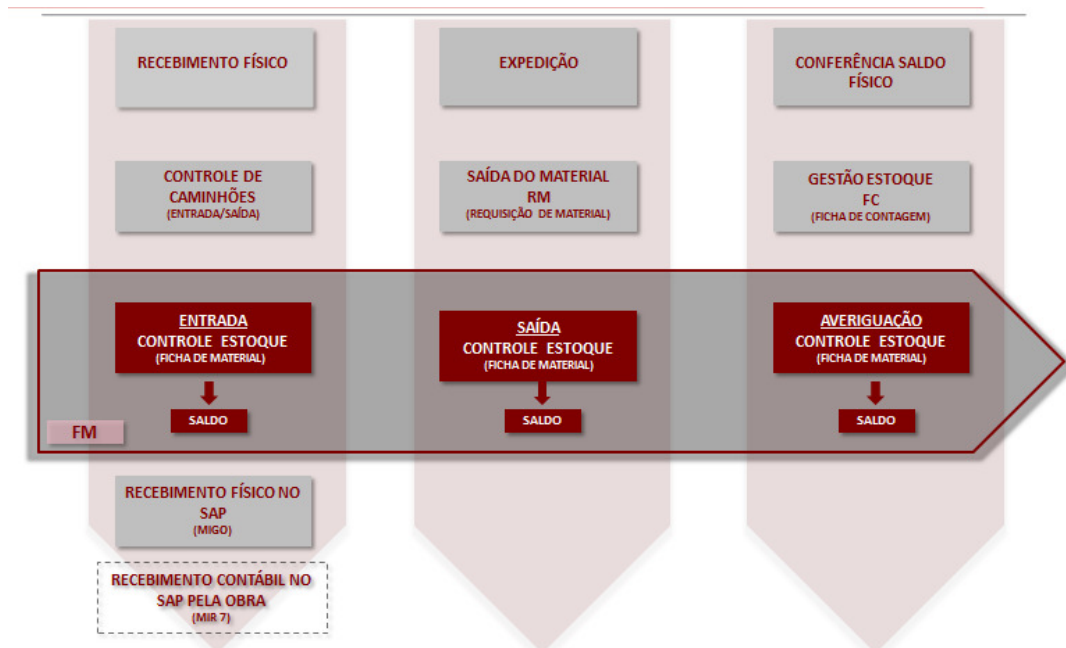 RECEBIMENTO FÍSICO
EXPEDIÇÃO
CONFERÊNCIA SALDO
FÍSICO
CONTROLE DE
CAMINHÕES
(ENTRADA/SAÍDA)
SAÍDA DO MATERIAL
RM
(REQUISIÇÃO DE MATERIAL)
GESTÃO ESTOQUE
FC
(FICHA DE CONTAGEM)
ENTRADA
CONTROLE ESTOQUE
(FICHA DE MATERIAL)
SALDO
SAÍDA
CONTROLE ESTOQUE
(FICHA DE MATERIAL)
SALDO
AVERIGUAÇÃO
CONTROLE ESTOQUE
(FICHA DE MATERIAL)
SALDO
FM
RECEBIMENTO FÍSICO NO
SAP
(MIGO)
RECEBIMENTO CONTÁBIL NO
SAP PELA OBRA
(MIR 7)